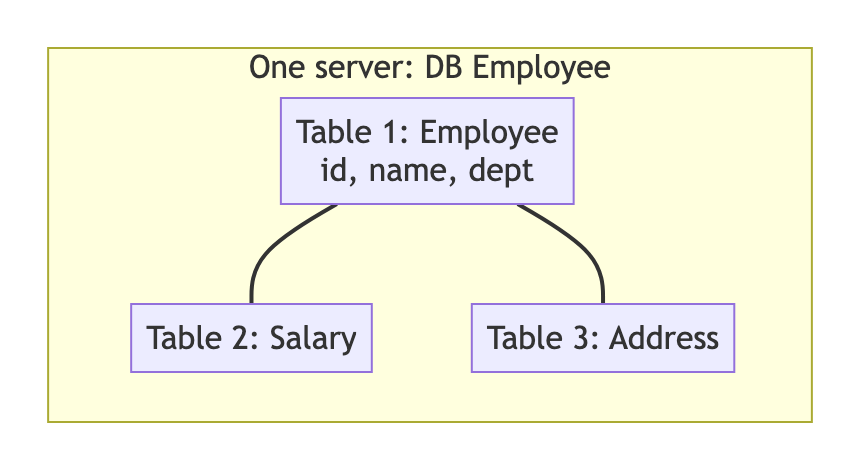 One server: DB Employee
Table 1: Employee
id, name, dept
Table 2: Salary
Table 3: Address